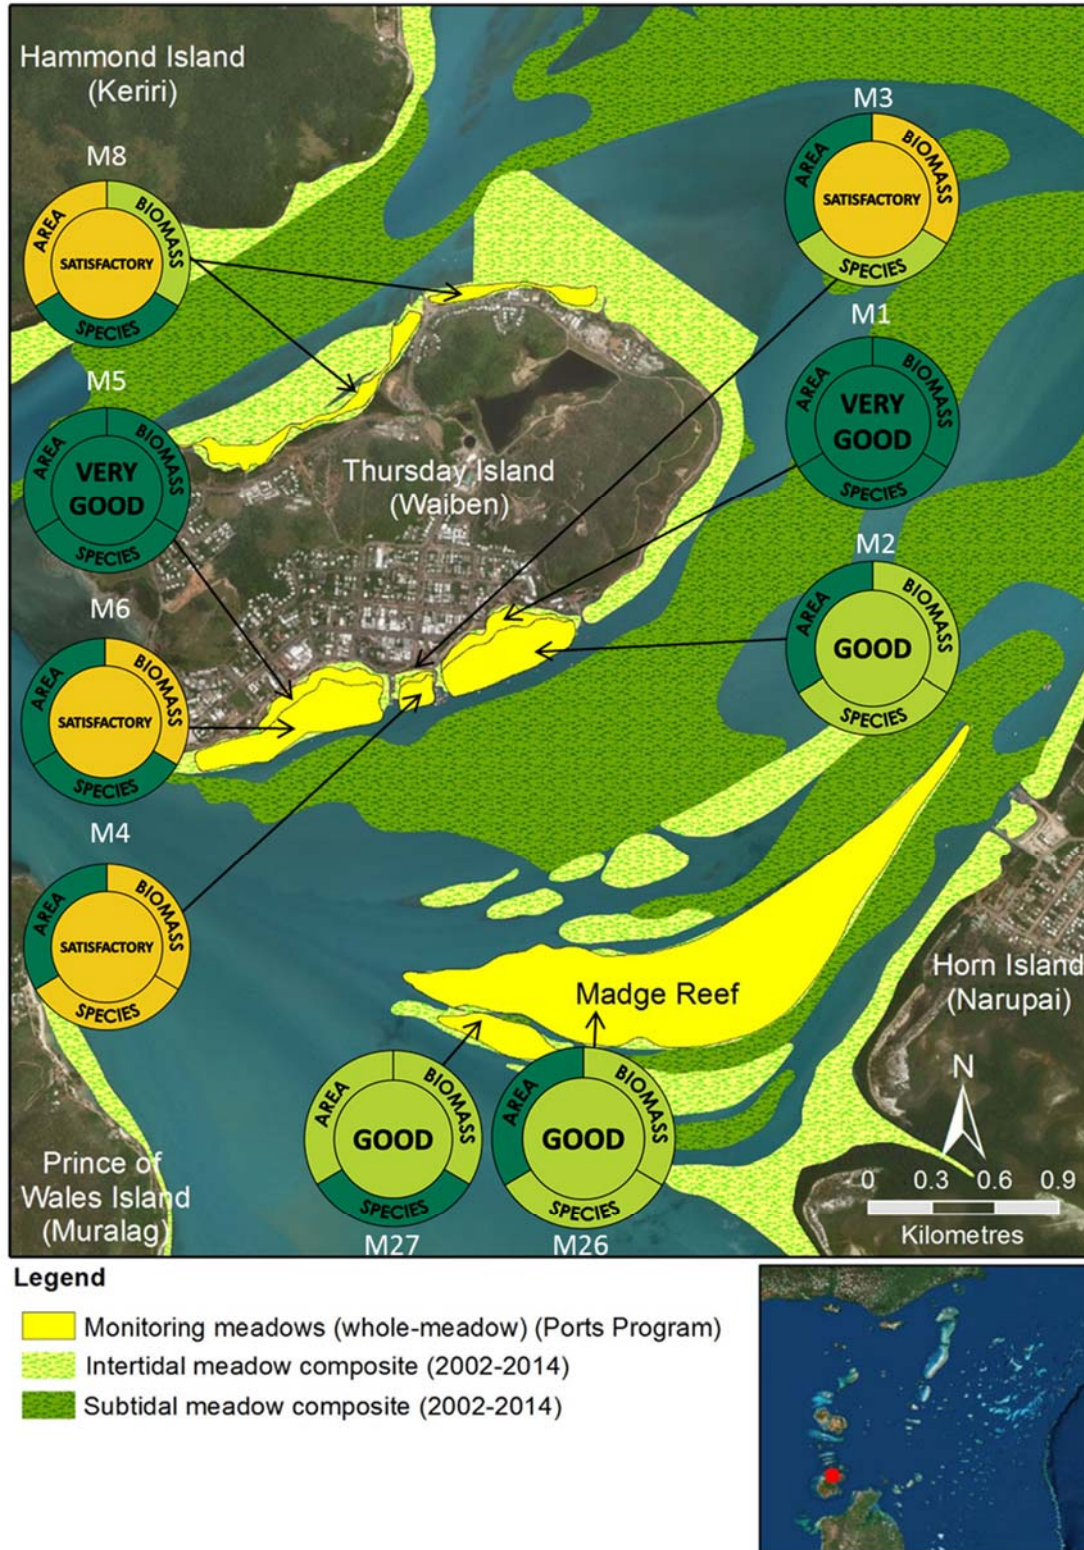 Hammond Island
(Keriri)
M8
AREA
BIOMASS
SATISFACTORY
SPECIES
M3
AREA
BIOMASS
SATISFACTORY
SPECIES
M5
AREA
BIOMASS
VERY
GOOD
SPECIES
M1
AREA
BIOMASS
VERY
GOOD
SPECIES
Thursday Island
(Waiben)
M6
AREA
BIOMASS
SATISFACTORY
SPECIES
M2
AREA
BIOMASS
GOOD
SPECIES
M4
AREA
BIOMASS
SATISFACTORY
SPECIES
Madge Reef
Horn Island
(Narupai)
AREA
BIOMASS
GOOD
SPECIES
M27
AREA
BIOMASS
GOOD
SPECIES
M26
Prince of
Wales Island
(Muralag)
N
0 0.3 0.6 0.9
Kilometres
Legend
Monitoring meadows (whole-meadow) (Ports Program)
Intertidal meadow composite (2002-2014)
Subtidal meadow composite (2002-2014)